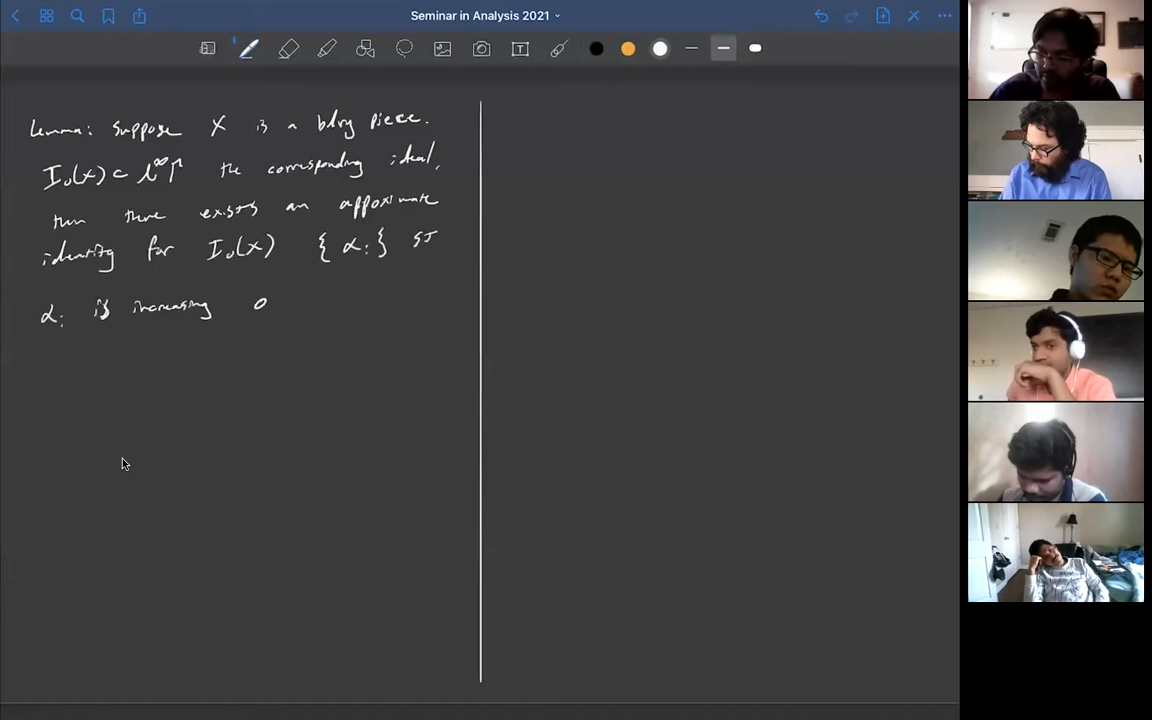 Seminar in Analysis 2021
Lemma: Suppose X is a bdry piece.
I₀(X) ⊂ ℓ^∞Γ the corresponding ideal,
then there exists an approximate
identity for I₀(X) { αᵢ } st
αᵢ is increasing 0